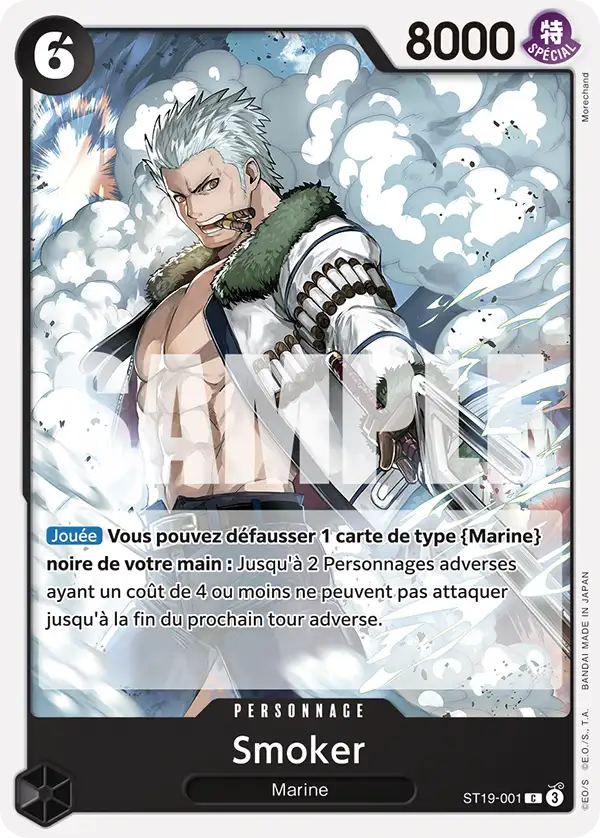 6
8000
特
SPÉCIAL
Morechand
SAMPLE
Jouée Vous pouvez défausser 1 carte de type {Marine}
noire de votre main : Jusqu'à 2 Personnages adverses
ayant un coût de 4 ou moins ne peuvent pas attaquer
jusqu'à la fin du prochain tour adverse.
©EO/S ©E.O./S., T.A. BANDAI MADE IN JAPAN
PERSONNAGE
Smoker
Marine
ST19-001 C 3